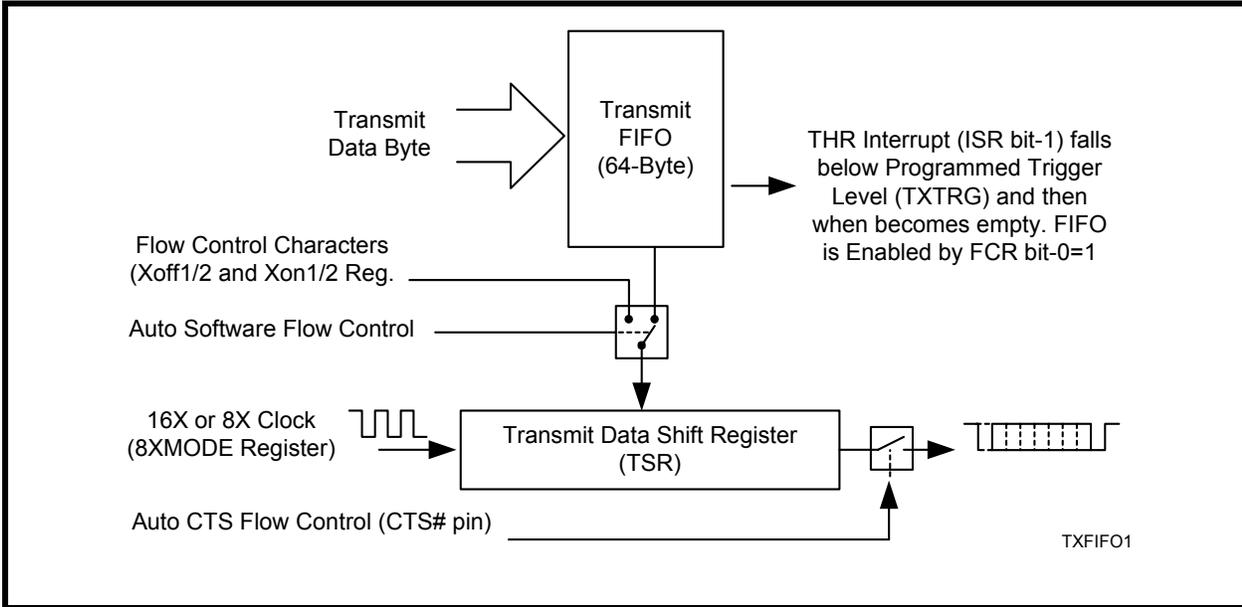 Transmit
Data Byte
Transmit
FIFO
(64-Byte)
THR Interrupt (ISR bit-1) falls
below Programmed Trigger
Level (TXTRG) and then
when becomes empty. FIFO
is Enabled by FCR bit-0=1
Flow Control Characters
(Xoff1/2 and Xon1/2 Reg.
Auto Software Flow Control
16X or 8X Clock
(8XMODE Register)
Transmit Data Shift Register
(TSR)
Auto CTS Flow Control (CTS# pin)
TXFIFO1